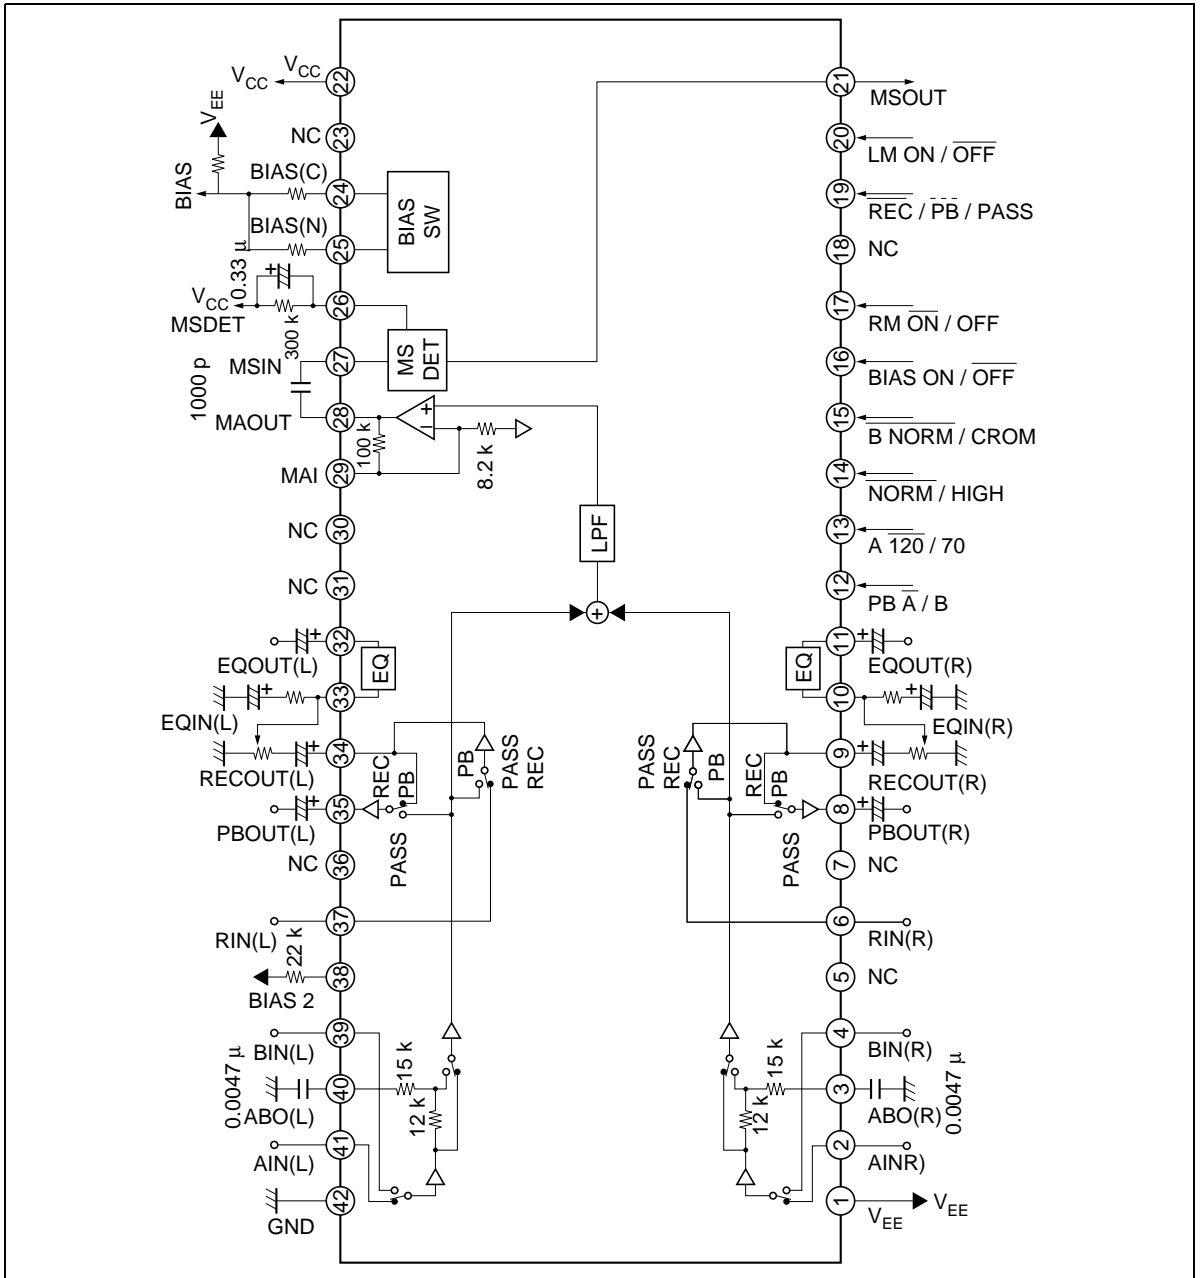 VCC
VCC
22
VEE
NC
23
BIAS
BIAS(C)
24
BIAS(N)
25
BIAS
SW
0.33 µ
VCC
MSDET
300 k
26
MSIN
27
MS
DET
1000 p
MAOUT
28
+
–
100 k
8.2 k
MAI
29
NC
30
LPF
NC
31
+
+
32
EQOUT(L)
EQ
+
33
EQIN(L)
+
34
RECOUT(L)
REC
PB
PB
PASS
REC
+
35
PBOUT(L)
PASS
NC
36
37
RIN(L)
22 k
38
BIAS 2
39
BIN(L)
0.0047 µ
40
ABO(L)
15 k
12 k
41
AIN(L)
42
GND
21
MSOUT
20
LM ON / OFF
19
REC / PB / PASS
18
NC
17
RM ON / OFF
16
BIAS ON / OFF
15
B NORM / CROM
14
NORM / HIGH
13
A 120 / 70
12
PB A / B
11
+
EQOUT(R)
EQ
10
+
EQIN(R)
9
+
RECOUT(R)
PASS
REC
PB
REC
PB
8
+
PBOUT(R)
PASS
7
NC
6
RIN(R)
5
NC
4
BIN(R)
15 k
12 k
3
ABO(R)
0.0047 µ
2
AINR)
1
VEE
VEE